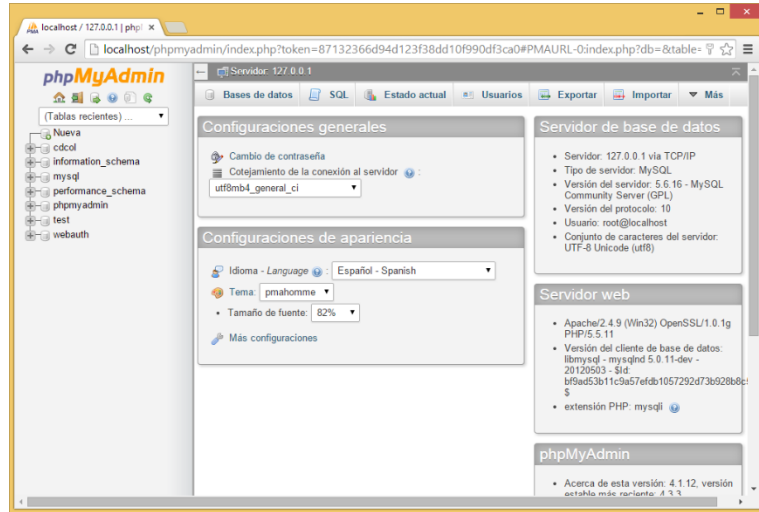 localhost / 127.0.0.1 | phpl
localhost/phpmyadmin/index.php?token=87132366d94d123f38dd10f990df3ca0#PMAURL-0:index.php?db=&table=
phpMyAdmin
(Tablas recientes) ...
Nueva
cdcol
information_schema
mysql
performance_schema
phpmyadmin
test
webauth
Servidor: 127.0.0.1
Bases de datos
SQL
Estado actual
Usuarios
Exportar
Importar
Más
Configuraciones generales
Cambio de contraseña
Cotejamiento de la conexión al servidor :
utf8mb4_general_ci
Configuraciones de apariencia
Idioma - Language : Español - Spanish
Tema: pmahomme
Tamaño de fuente: 82%
Más configuraciones
Servidor de base de datos
Servidor: 127.0.0.1 via TCP/IP
Tipo de servidor: MySQL
Versión del servidor: 5.6.16 - MySQL
Community Server (GPL)
Versión del protocolo: 10
Usuario: root@localhost
Conjunto de caracteres del servidor:
UTF-8 Unicode (utf8)
Servidor web
Apache/2.4.9 (Win32) OpenSSL/1.0.1g
PHP/5.5.11
Versión del cliente de base de datos:
libmysql - mysqlnd 5.0.11-dev -
20120503 - $Id:
bf9ad53b11c9a57efdb1057292d73b928b8c5
$
extensión PHP: mysqli
phpMyAdmin
Acerca de esta versión: 4.1.12, versión
estable más reciente: 4.3.3